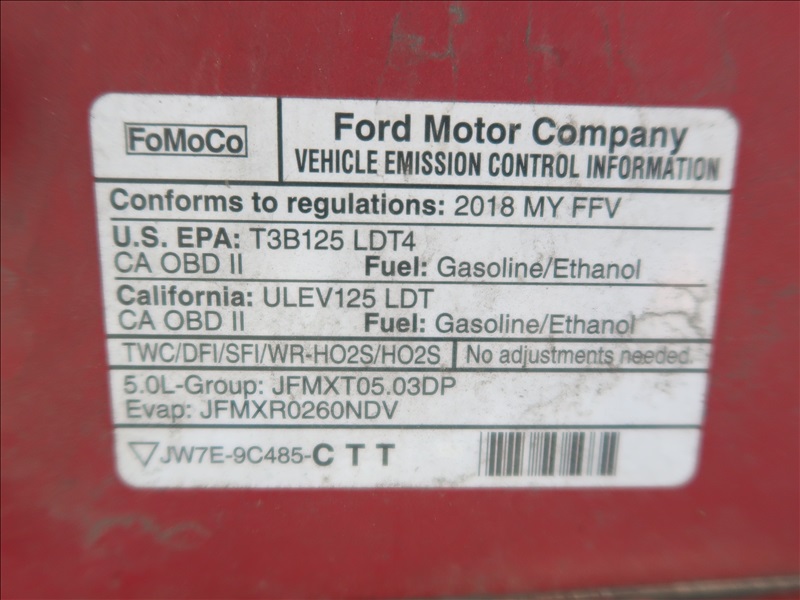 FoMoCo
Ford Motor Company
VEHICLE EMISSION CONTROL INFORMATION
Conforms to regulations: 2018 MY FFV
U.S. EPA: T3B125 LDT4
CA OBD II Fuel: Gasoline/Ethanol
California: ULEV125 LDT
CA OBD II Fuel: Gasoline/Ethanol
TWC/DFI/SFI/WR-HO2S/HO2S No adjustments needed.
5.0L-Group: JFMXT05.03DP
Evap: JFMXR0260NDV
JW7E-9C485-C T T